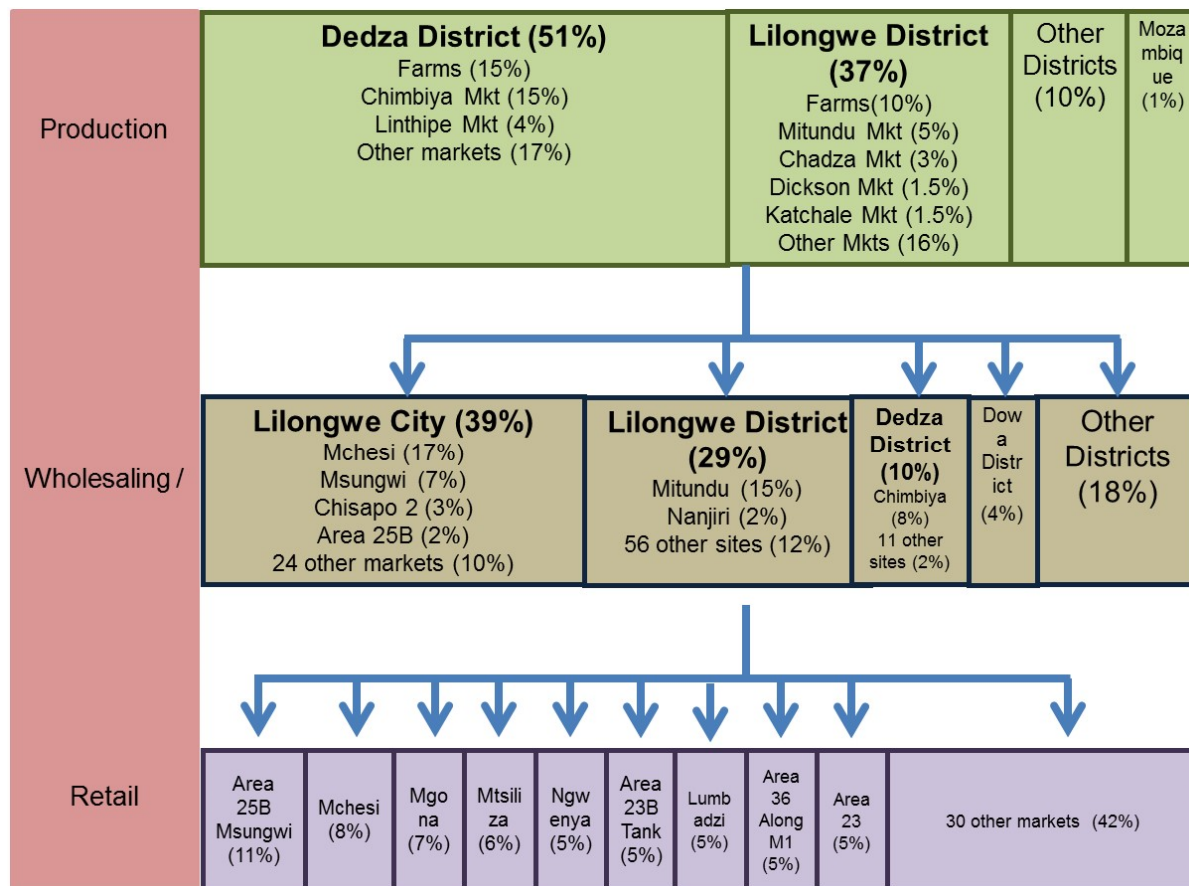 Production
Dedza District (51%)
Farms (15%)
Chimbiya Mkt (15%)
Linthipe Mkt (4%)
Other markets (17%)
Lilongwe District
(37%)
Farms(10%)
Mitundu Mkt (5%)
Chadza Mkt (3%)
Dickson Mkt (1.5%)
Katchale Mkt (1.5%)
Other Mkts (16%)
Other
Districts
(10%)
Moza
mbiq
ue
(1%)
Wholesaling /
Lilongwe City (39%)
Mchesi (17%)
Msungwi (7%)
Chisapo 2 (3%)
Area 25B (2%)
24 other markets (10%)
Lilongwe District
(29%)
Mitundu (15%)
Nanjiri (2%)
56 other sites (12%)
Dedza
District
(10%)
Chimbiya
(8%)
11 other
sites (2%)
Dow
a
Distr
ict
(4%)
Other
Districts
(18%)
Retail
Area
25B
Msungwi
(11%)
Mchesi
(8%)
Mgo
na
(7%)
Mtsili
za
(6%)
Ngw
enya
(5%)
Area
23B
Tank
(5%)
Lumb
adzi
(5%)
Area
36
Along
M1
(5%)
Area
23
(5%)
30 other markets (42%)